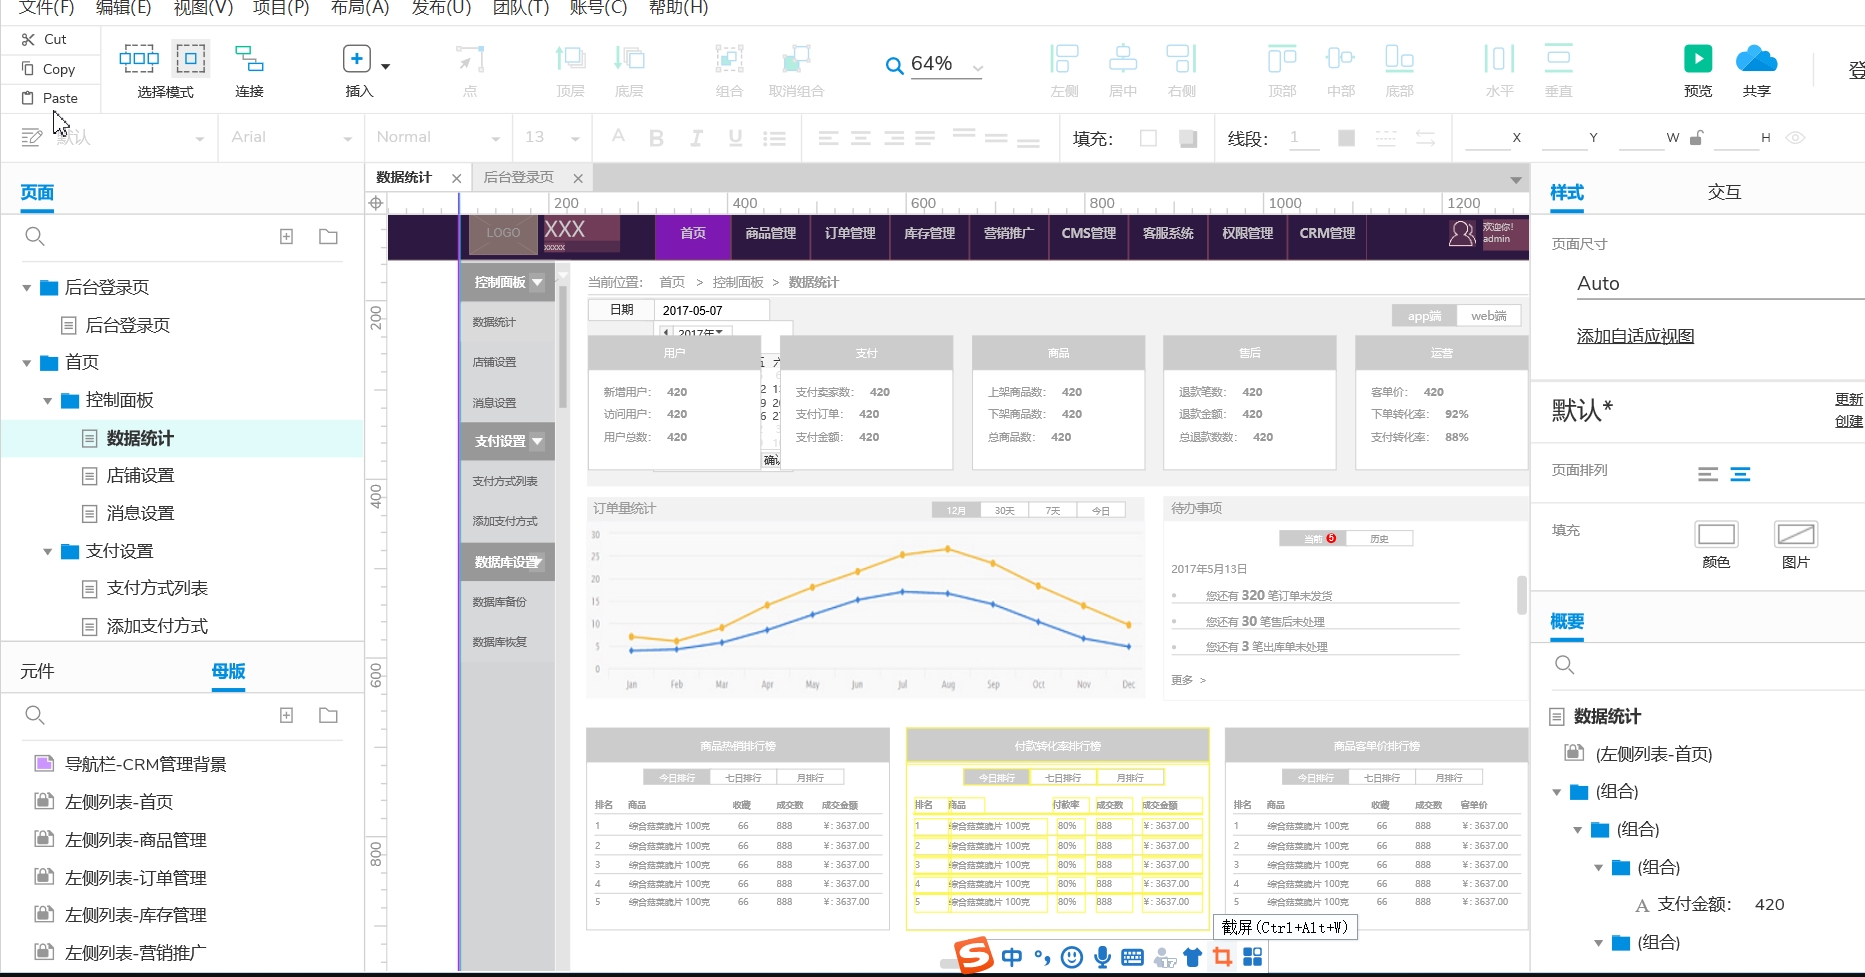 文件(F) 编辑(E) 视图(V) 项目(P) 布局(A) 发布(U) 团队(T) 账号(C) 帮助(H)
Cut
Copy
Paste
选择模式 连接 插入 点 顶层 底层 组合 取消组合 64% 左侧 居中 右侧 顶部 中部 底部 水平 垂直 预览 共享 登
默认 Arial Normal 13 填充: 线段: 1 X Y W H
页面
后台登录页
后台登录页
首页
控制面板
数据统计
店铺设置
消息设置
支付设置
支付方式列表
添加支付方式
元件 母版
导航栏-CRM管理背景
左侧列表-首页
左侧列表-商品管理
左侧列表-订单管理
左侧列表-库存管理
左侧列表-营销推广
数据统计 后台登录页
200 400 600 800 1000 1200
200
400
600
800
LOGO XXX
xxxxx
首页 商品管理 订单管理 库存管理 营销推广 CMS管理 客服系统 权限管理 CRM管理
欢迎你!
admin
控制面板
数据统计
店铺设置
消息设置
支付设置
支付方式列表
添加支付方式
数据库设置
数据库备份
数据库恢复
当前位置: 首页 > 控制面板 > 数据统计
日期 2017-05-07
2017年
app端 web端
用户
新增用户: 420
访问用户: 420
用户总数: 420
确认
支付
支付卖家数: 420
支付订单: 420
支付金额: 420
商品
上架商品数: 420
下架商品数: 420
总商品数: 420
售后
退款笔数: 420
退款金额: 420
总退款数数: 420
运营
客单价: 420
下单转化率: 92%
支付转化率: 88%
订单量统计
12月 30天 7天 今日
30
25
20
15
10
5
0
Jan Feb Mar Apr May Jun Jul Aug Sep Oct Nov Dec
待办事项
当前 5 历史
2017年5月13日
您还有 320 笔订单未发货
您还有 30 笔售后未处理
您还有 3 笔出库单未处理
更多 >
商品热销排行榜
今日排行 七日排行 月排行
排名 商品 收藏 成交数 成交金额
1 综合菇菜脆片 100克 66 888 ¥: 3637.00
2 综合菇菜脆片 100克 66 888 ¥: 3637.00
3 综合菇菜脆片 100克 66 888 ¥: 3637.00
4 综合菇菜脆片 100克 66 888 ¥: 3637.00
5 综合菇菜脆片 100克 66 888 ¥: 3637.00
付款转化率排行榜
今日排行 七日排行 月排行
排名 商品 付款率 成交数 成交金额
1 综合菇菜脆片 100克 80% 888 ¥: 3637.00
2 综合菇菜脆片 100克 80% 888 ¥: 3637.00
3 综合菇菜脆片 100克 80% 888 ¥: 3637.00
4 综合菇菜脆片 100克 80% 888 ¥: 3637.00
5 综合菇菜脆片 100克 80% 888 ¥: 3637.00
商品客单价排行榜
今日排行 七日排行 月排行
排名 商品 收藏 成交数 客单价
1 综合菇菜脆片 100克 66 888 ¥: 3637.00
2 综合菇菜脆片 100克 66 888 ¥: 3637.00
3 综合菇菜脆片 100克 66 888 ¥: 3637.00
4 综合菇菜脆片 100克 66 888 ¥: 3637.00
5 综合菇菜脆片 100克 66 888 ¥: 3637.00
截屏(Ctrl+Alt+W)
中
17
样式 交互
页面尺寸
Auto
添加自适应视图
默认*
更新
创建
页面排列
填充
颜色 图片
概要
数据统计
(左侧列表-首页)
(组合)
(组合)
(组合)
支付金额: 420
(组合)